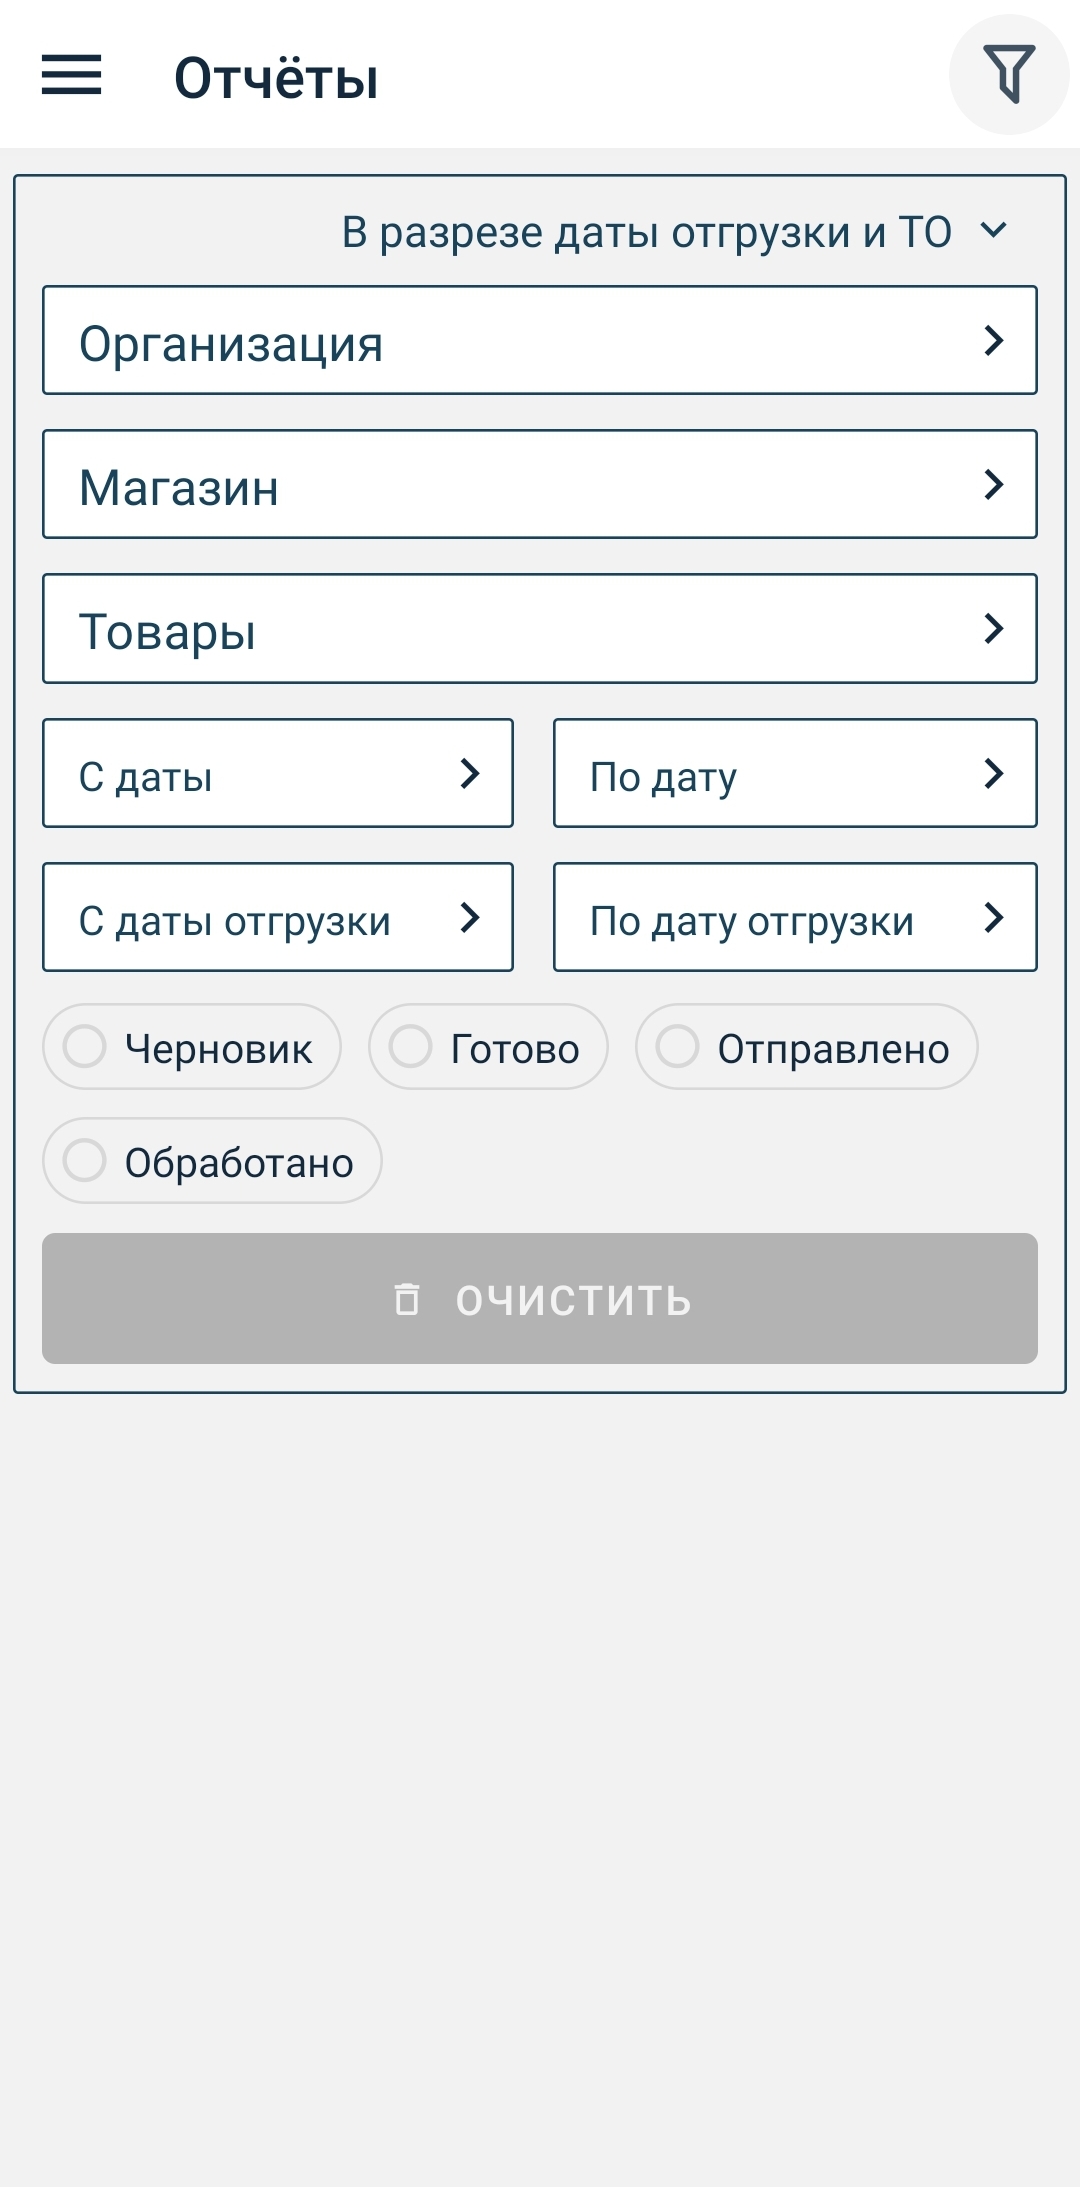 Отчёты
В разрезе даты отгрузки и ТО
Организация
Магазин
Товары
С даты
По дату
С даты отгрузки
По дату отгрузки
Черновик
Готово
Отправлено
Обработано
ОЧИСТИТЬ